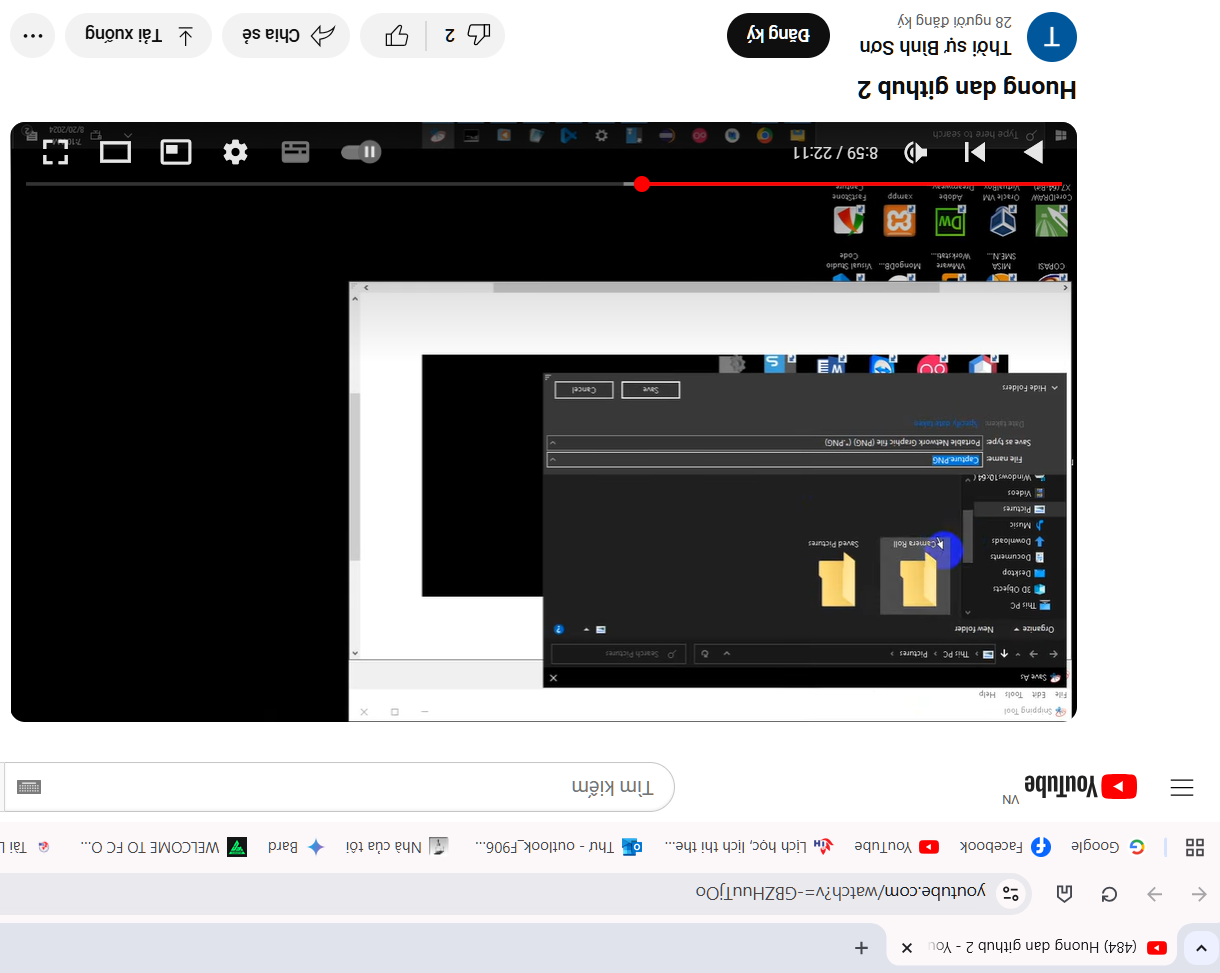 (484) Huong dan github 2 - You
youtube.com/watch?v=-GBZHuuTjOo
Google Facebook YouTube Lịch học, lịch thi the... Thư - outlook_F906... Nhà của tôi Bard WELCOME TO FC O... Tài L
YouTube VN
Tìm kiếm
Snipping Tool
File Edit Tools Help
Save As
This PC › Pictures › Search Pictures
Organize New folder
This PC
3D Objects
Desktop
Documents
Downloads
Music
Pictures
Videos
Windows10x64 (
Camera Roll Saved Pictures
File name: Capture.PNG
Save as type: Portable Network Graphic file (PNG) (*.PNG)
Date taken: Specify date taken
Hide Folders Save Cancel
COPASI MISA SME.N... VMware Workstati... MongoDB... Visual Studio Code
CorelDRAW X7 (64-Bit) Oracle VM VirtualBox Adobe Dreamweav... xampp FastStone Capture
8:59 / 22:11
Type here to search
8/20/2024
Huong dan github 2
T
Thời sự Bình Sơn
28 người đăng ký
Đăng ký
2
Chia sẻ
Tải xuống